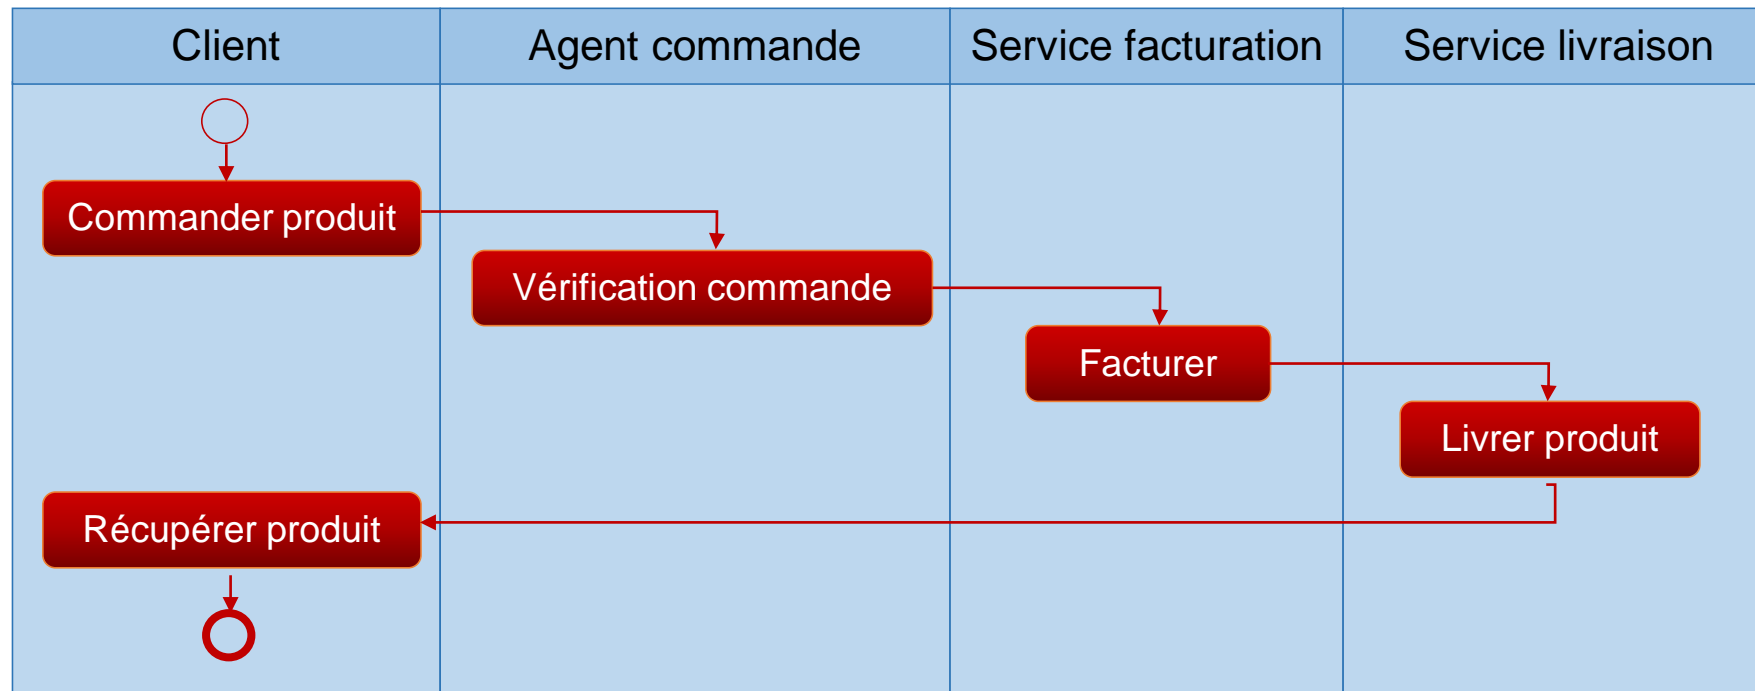 Client
Agent commande
Service facturation
Service livraison
Commander produit
Vérification commande
Facturer
Livrer produit
Récupérer produit